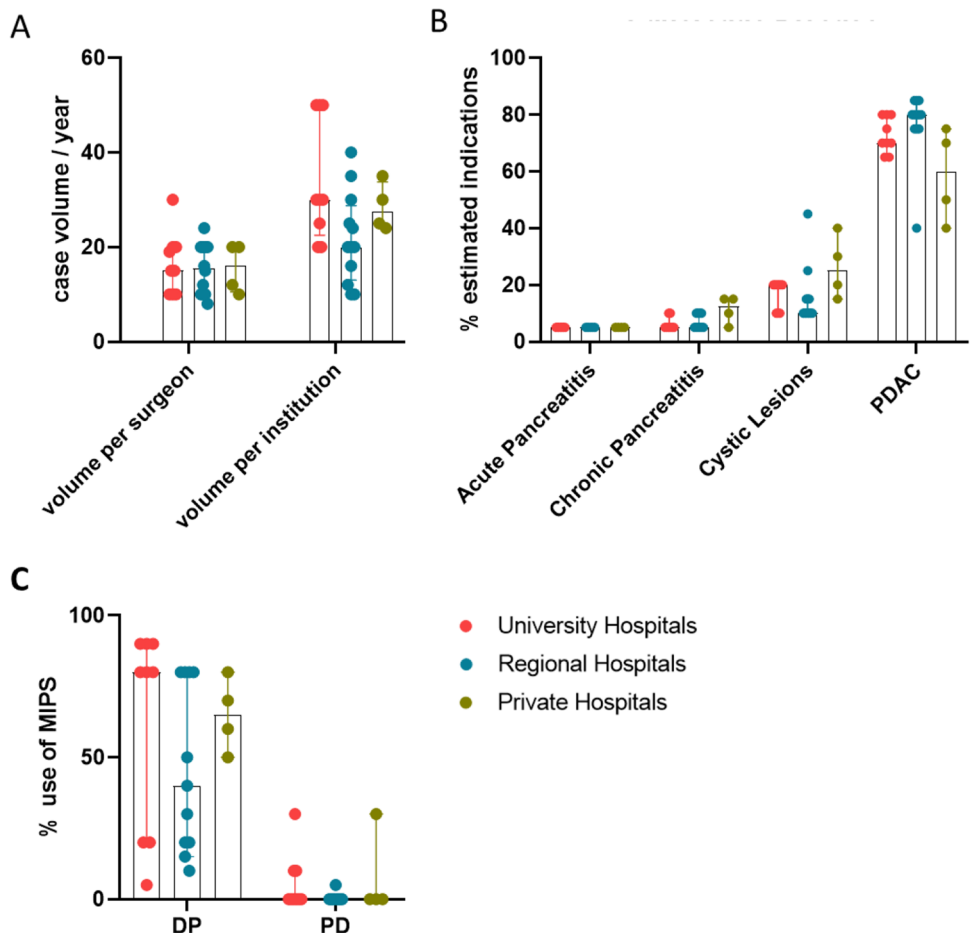 A
case volume / year
60
40
20
0
volume per surgeon
volume per institution
B
% estimated indications
100
80
60
40
20
0
Acute Pancreatitis
Chronic Pancreatitis
Cystic Lesions
PDAC
C
% use of MIPS
100
50
0
DP
PD
University Hospitals
Regional Hospitals
Private Hospitals